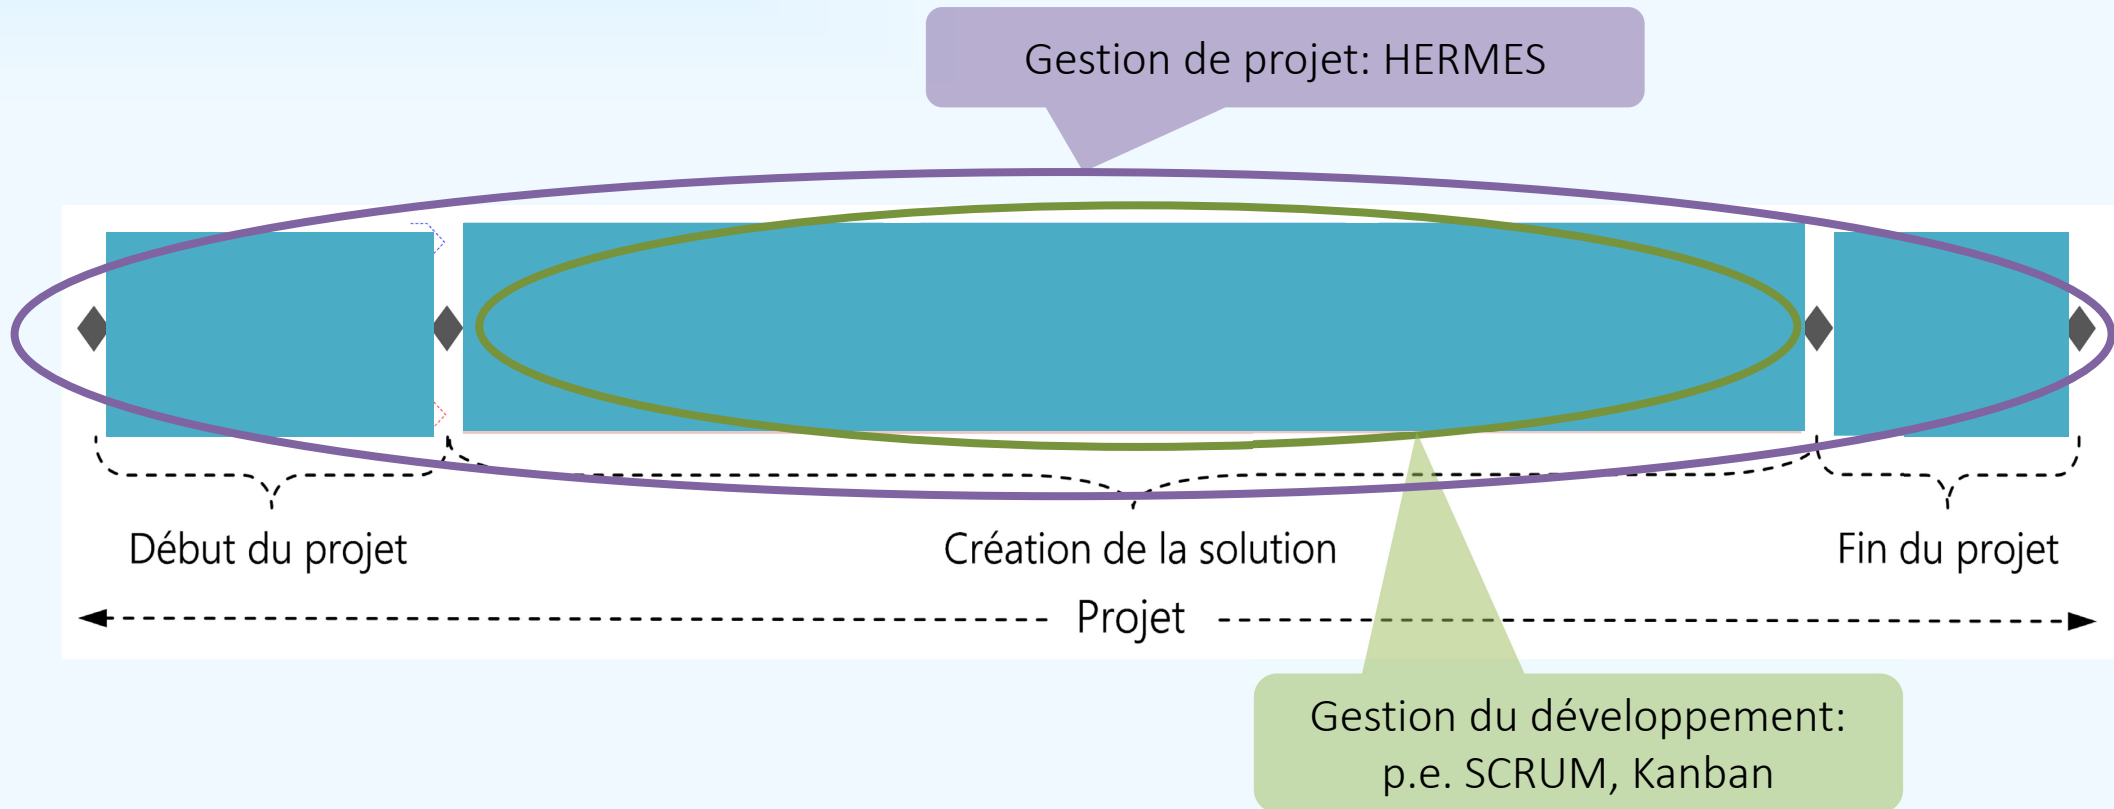 Gestion de projet: HERMES
Début du projet
Création de la solution
Fin du projet
Projet
Gestion du développement:
p.e. SCRUM, Kanban